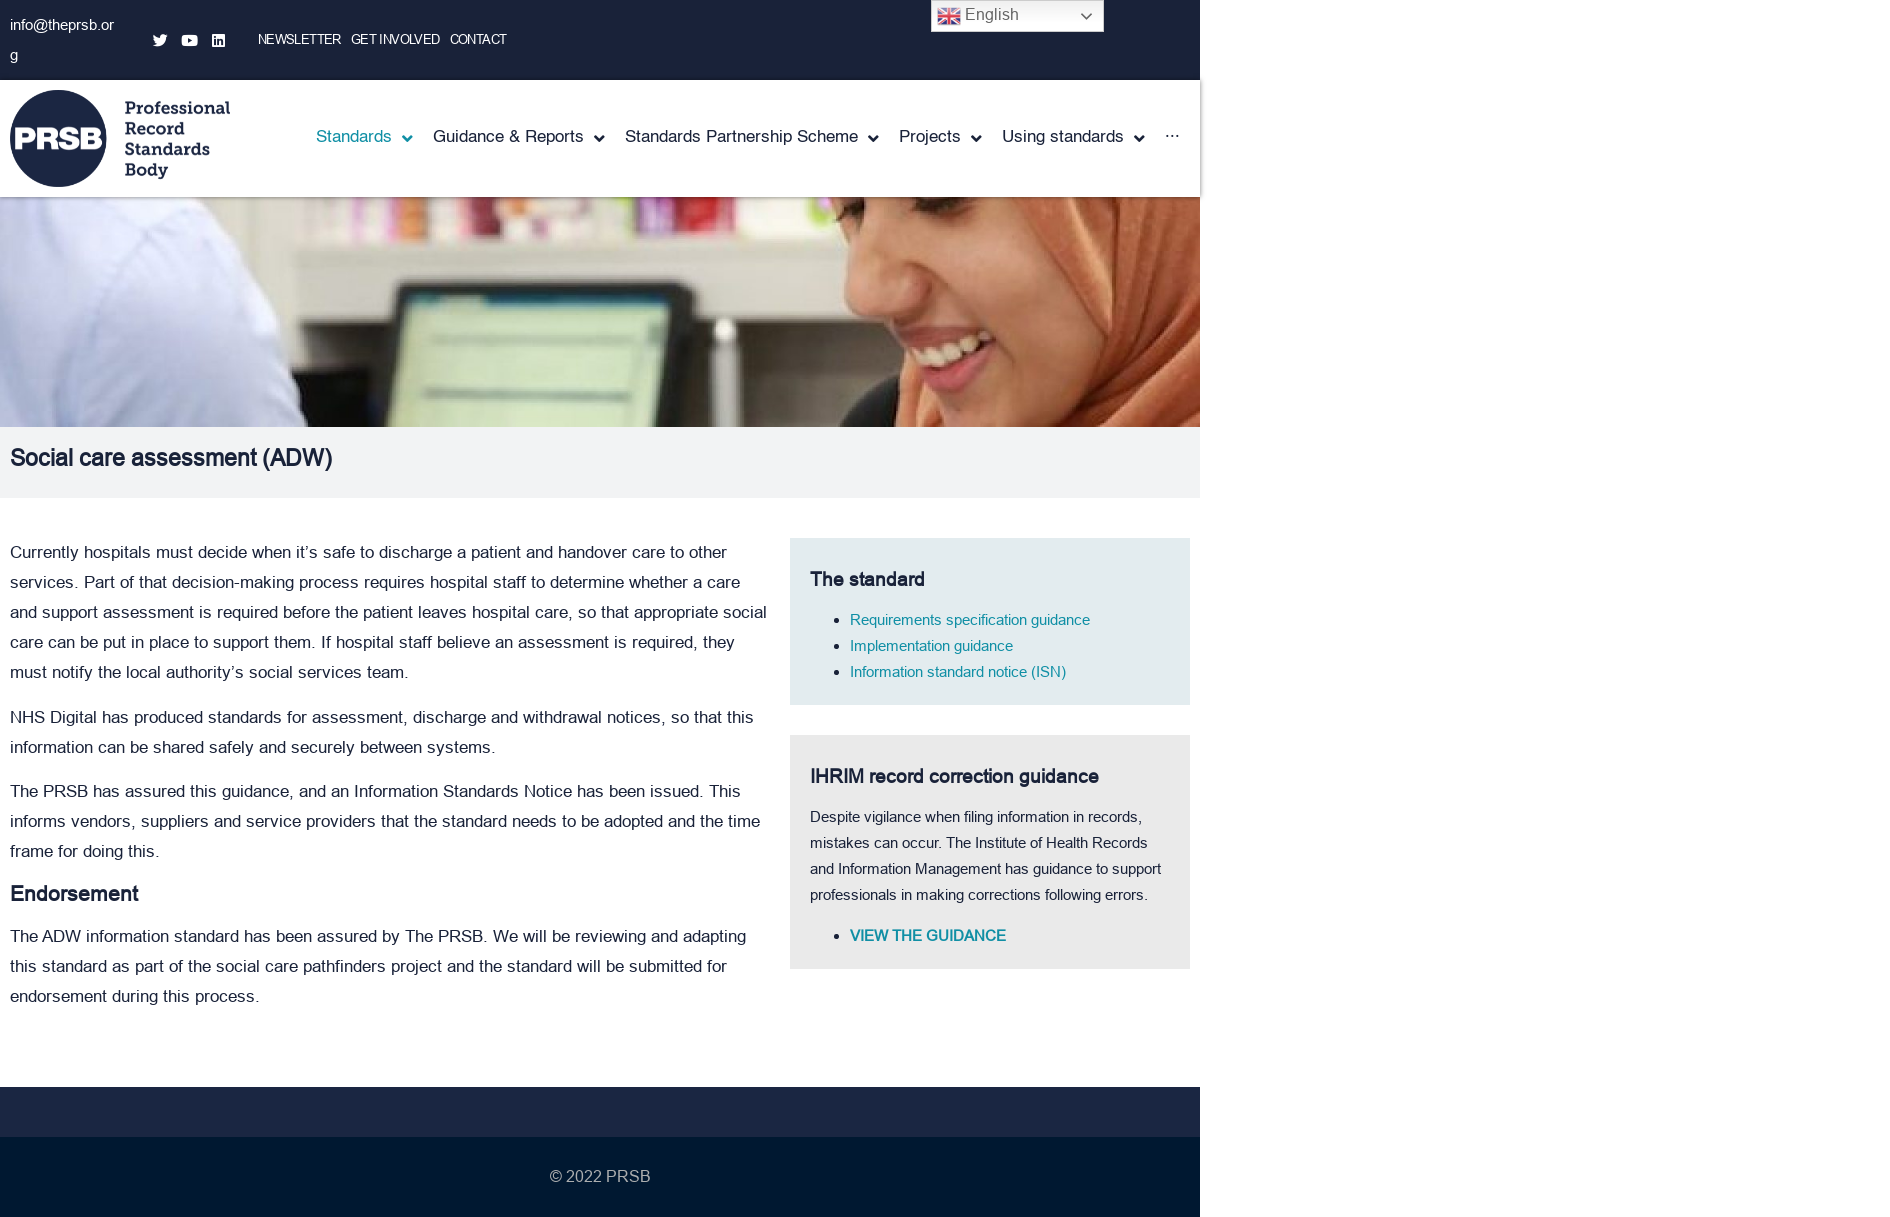 info@theprsb.or
g
NEWSLETTER GET INVOLVED CONTACT
English
PRSB
Professional
Record
Standards
Body
Standards Guidance & Reports Standards Partnership Scheme Projects Using standards ...
Social care assessment (ADW)
Currently hospitals must decide when it’s safe to discharge a patient and handover care to other
services. Part of that decision-making process requires hospital staff to determine whether a care
and support assessment is required before the patient leaves hospital care, so that appropriate social
care can be put in place to support them. If hospital staff believe an assessment is required, they
must notify the local authority’s social services team.
NHS Digital has produced standards for assessment, discharge and withdrawal notices, so that this
information can be shared safely and securely between systems.
The PRSB has assured this guidance, and an Information Standards Notice has been issued. This
informs vendors, suppliers and service providers that the standard needs to be adopted and the time
frame for doing this.
Endorsement
The ADW information standard has been assured by The PRSB. We will be reviewing and adapting
this standard as part of the social care pathfinders project and the standard will be submitted for
endorsement during this process.
The standard
Requirements specification guidance
Implementation guidance
Information standard notice (ISN)
IHRIM record correction guidance
Despite vigilance when filing information in records,
mistakes can occur. The Institute of Health Records
and Information Management has guidance to support
professionals in making corrections following errors.
VIEW THE GUIDANCE
© 2022 PRSB